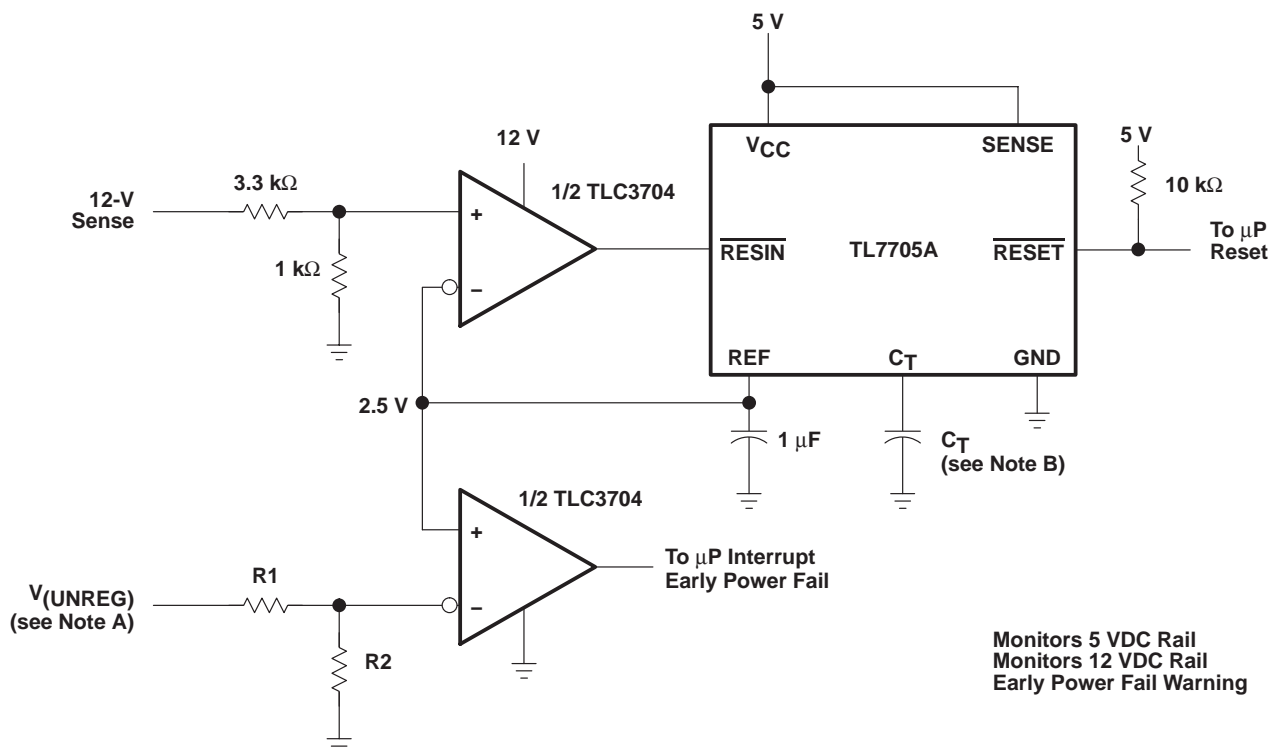 5 V
12 V
VCC
SENSE
5 V
3.3 kΩ
1/2 TLC3704
10 kΩ
12-V
Sense
+
RESIN
TL7705A
RESET
To μP
Reset
1 kΩ
–
REF
CT
GND
2.5 V
1 μF
CT
(see Note B)
1/2 TLC3704
+
To μP Interrupt
Early Power Fail
V(UNREG)
(see Note A)
R1
–
R2
Monitors 5 VDC Rail
Monitors 12 VDC Rail
Early Power Fail Warning